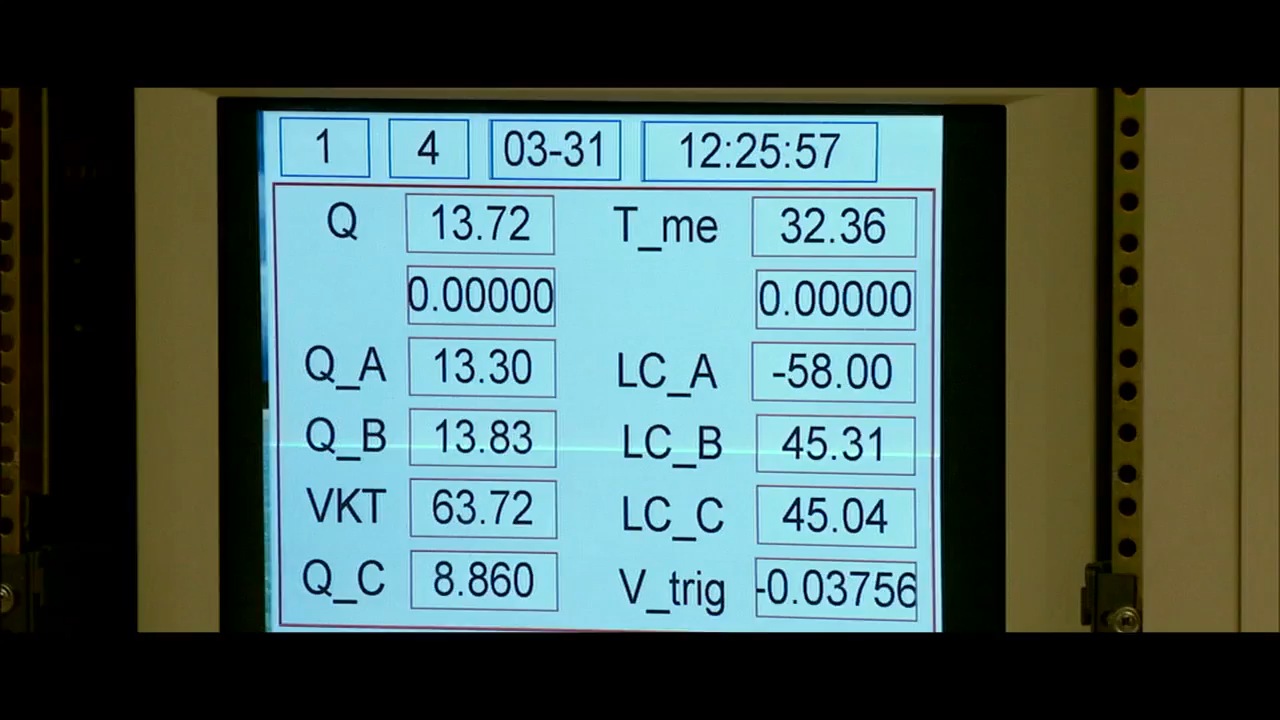 1 4 03-31 12:25:57
Q 13.72 T_me 32.36
0.00000 0.00000
Q_A 13.30 LC_A -58.00
Q_B 13.83 LC_B 45.31
VKT 63.72 LC_C 45.04
Q_C 8.860 V_trig -0.03756